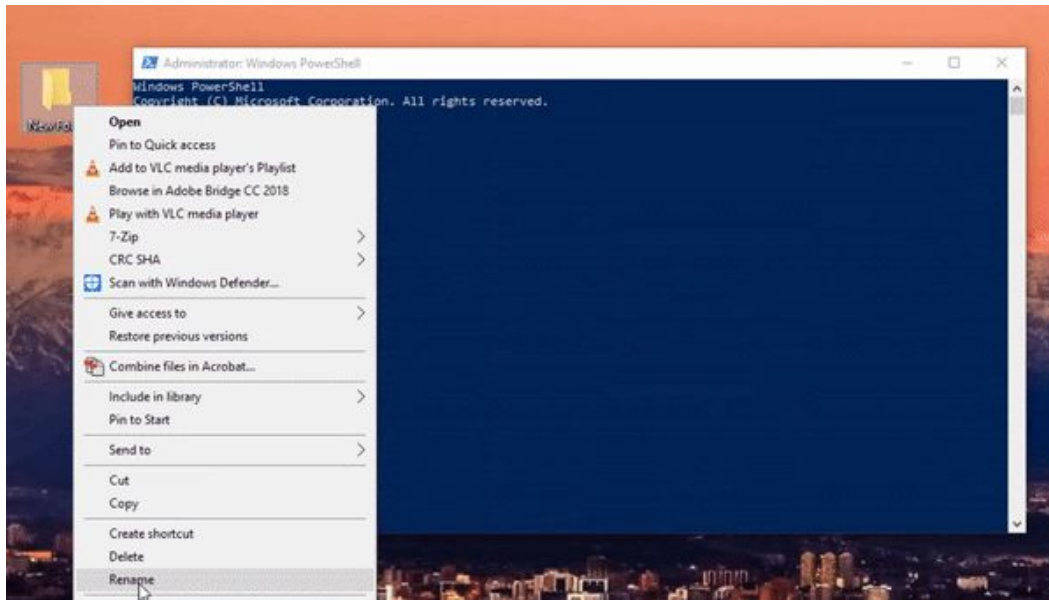 Administrator: Windows PowerShell
Windows PowerShell
Copyright (C) Microsoft Corporation. All rights reserved.
New Fo
Open
Pin to Quick access
Add to VLC media player's Playlist
Browse in Adobe Bridge CC 2018
Play with VLC media player
7-Zip
CRC SHA
Scan with Windows Defender...
Give access to
Restore previous versions
Combine files in Acrobat...
Include in library
Pin to Start
Send to
Cut
Copy
Create shortcut
Delete
Rename